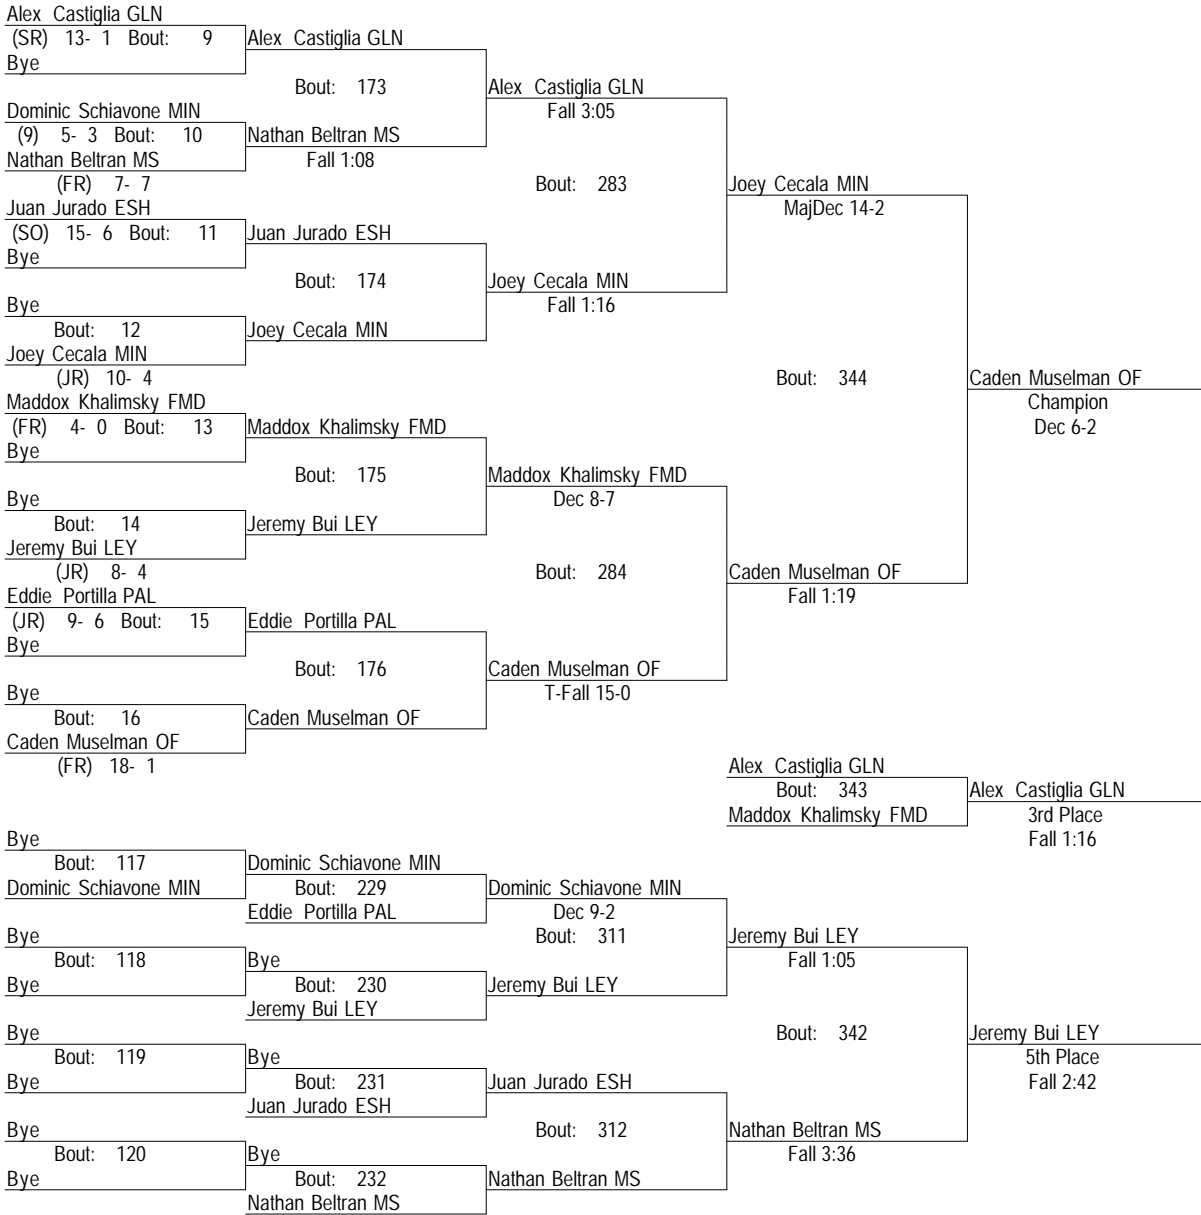 Alex Castiglia GLN
(SR) 13- 1 Bout: 9
Alex Castiglia GLN
Bye
Bout: 173
Alex Castiglia GLN
Fall 3:05
Dominic Schiavone MIN
(9) 5- 3 Bout: 10
Nathan Beltran MS
Nathan Beltran MS
Fall 1:08
(FR) 7- 7
Bout: 283
Joey Cecala MIN
MajDec 14-2
Juan Jurado ESH
(SO) 15- 6 Bout: 11
Juan Jurado ESH
Bye
Bout: 174
Joey Cecala MIN
Fall 1:16
Bye
Bout: 12
Joey Cecala MIN
Joey Cecala MIN
(JR) 10- 4
Bout: 344
Caden Muselman OF
Champion
Dec 6-2
Maddox Khalimsky FMD
(FR) 4- 0 Bout: 13
Maddox Khalimsky FMD
Bye
Bout: 175
Maddox Khalimsky FMD
Dec 8-7
Bye
Bout: 14
Jeremy Bui LEY
Jeremy Bui LEY
(JR) 8- 4
Bout: 284
Caden Muselman OF
Fall 1:19
Eddie Portilla PAL
(JR) 9- 6 Bout: 15
Eddie Portilla PAL
Bye
Bout: 176
Caden Muselman OF
T-Fall 15-0
Bye
Bout: 16
Caden Muselman OF
Caden Muselman OF
(FR) 18- 1
Alex Castiglia GLN
Bout: 343
Alex Castiglia GLN
Maddox Khalimsky FMD
3rd Place
Fall 1:16
Bye
Bout: 117
Dominic Schiavone MIN
Dominic Schiavone MIN
Bout: 229
Dominic Schiavone MIN
Eddie Portilla PAL
Dec 9-2
Bye
Bout: 311
Jeremy Bui LEY
Fall 1:05
Bout: 118
Bye
Bye
Bout: 230
Jeremy Bui LEY
Jeremy Bui LEY
Bye
Bout: 342
Jeremy Bui LEY
5th Place
Fall 2:42
Bout: 119
Bye
Bye
Bout: 231
Juan Jurado ESH
Juan Jurado ESH
Bye
Bout: 312
Nathan Beltran MS
Fall 3:36
Bout: 120
Bye
Bye
Bout: 232
Nathan Beltran MS
Nathan Beltran MS